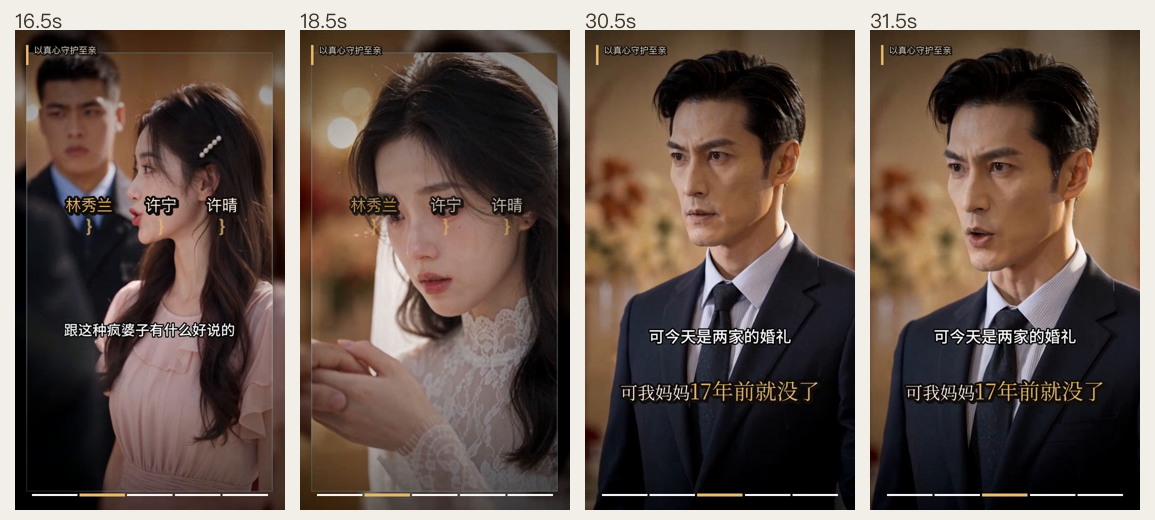 16.5s
以真心守护至亲
林秀兰 许宁 许晴
} } }
跟这种疯婆子有什么好说的
18.5s
以真心守护至亲
林秀兰 许宁 许晴
} } }
30.5s
以真心守护至亲
可今天是两家的婚礼
可我妈妈17年前就没了
31.5s
以真心守护至亲
可今天是两家的婚礼
可我妈妈17年前就没了